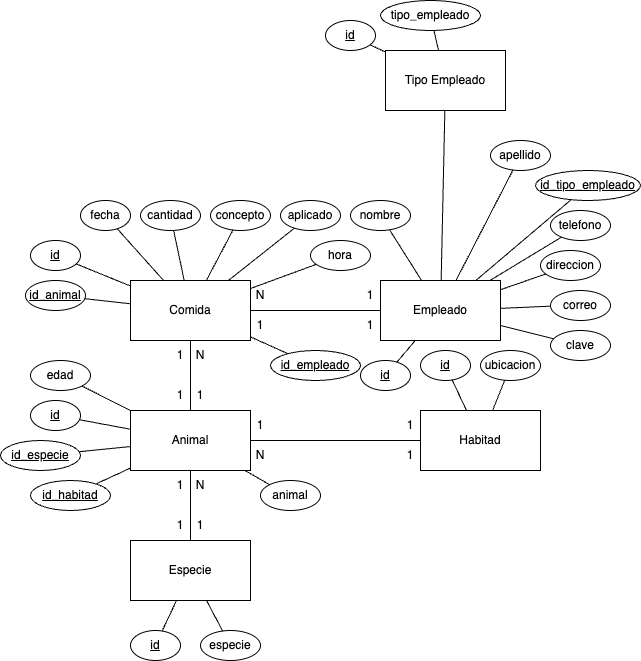 tipo_empleado
id
Tipo Empleado
apellido
id_tipo_empleado
fecha
cantidad
concepto
aplicado
nombre
telefono
id
hora
direccion
id_animal
N
1
correo
Comida
Empleado
1
1
clave
1
N
id_empleado
id
id
ubicacion
edad
1
1
id
1
1
Animal
Habitad
id_especie
N
1
id_habitad
1
N
animal
1
1
Especie
id
especie